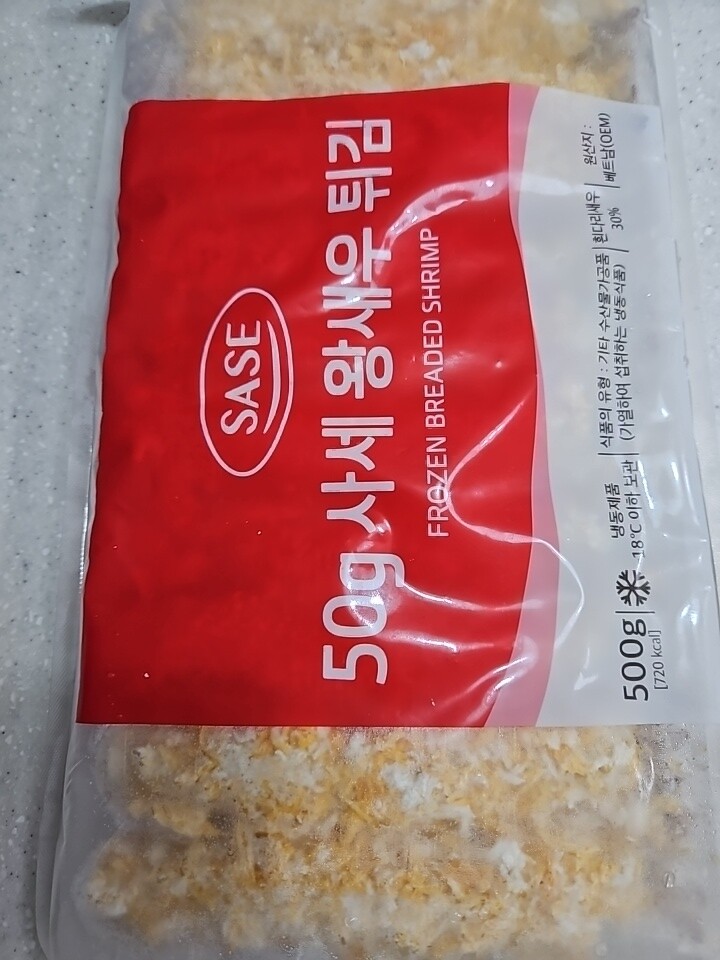 SASE
50g 사세 왕새우 튀김
FROZEN BREADED SHRIMP
500g
[720 kcal]
냉동제품
-18℃ 이하 보관
식품의 유형 : 기타 수산물가공품
(가열하여 섭취하는 냉동식품)
흰다리새우
30%
원산지 :
베트남(OEM)